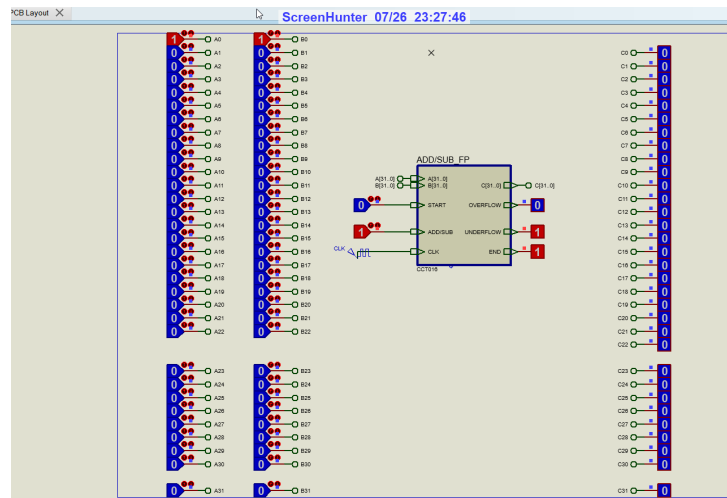 PCB Layout
ScreenHunter 07/26 23:27:46
1 A0 1 B0
0 A1 0 B1 C0 0
0 A2 0 B2 C1 0
0 A3 0 B3 C2 0
0 A4 0 B4 C3 0
0 A5 0 B5 C4 0
0 A6 0 B6 C5 0
0 A7 0 B7 C6 0
0 A8 0 B8 C7 0
0 A9 0 B9 C8 0
0 A10 0 B10 C9 0
0 A11 0 B11 C10 0
0 A12 0 B12 C11 0
0 A13 0 B13 C12 0
0 A14 0 B14 C13 0
0 A15 0 B15 C14 0
0 A16 0 B16 C15 0
0 A17 0 B17 C16 0
0 A18 0 B18 C17 0
0 A19 0 B19 C18 0
0 A20 0 B20 C19 0
0 A21 0 B21 C20 0
0 A22 0 B22 C21 0
C22 0
ADD/SUB_FP
A[31..0] A[31..0]
B[31..0] B[31..0] C[31..0] C[31..0]
0 START OVERFLOW 0
1 ADD/SUB UNDERFLOW 1
CLK CLK END 1
CCT016
0 A23 0 B23 C23 0
0 A24 0 B24 C24 0
0 A25 0 B25 C25 0
0 A26 0 B26 C26 0
0 A27 0 B27 C27 0
0 A28 0 B28 C28 0
0 A29 0 B29 C29 0
0 A30 0 B30 C30 0
0 A31 0 B31 C31 0